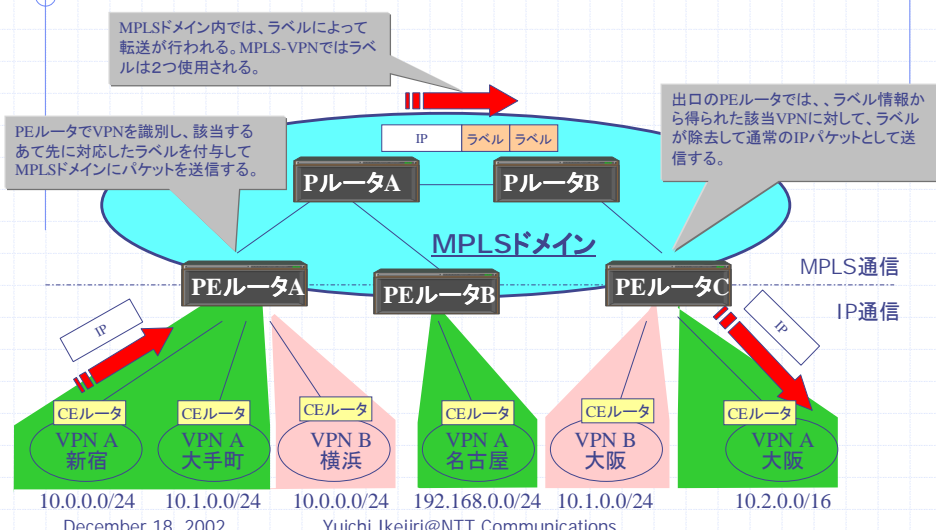 MPLSドメイン内では、ラベルによって
転送が行われる。MPLS-VPNではラベ
ルは２つ使用される。
出口のPEルータでは、、ラベル情報か
ら得られた該当VPNに対して、ラベル
が除去して通常のIPパケットとして送
信する。
PEルータでVPNを識別し、該当する
あて先に対応したラベルを付与して
MPLSドメインにパケットを送信する。
IP ラベル ラベル
PルータA PルータB
MPLSドメイン
PEルータA PEルータB PEルータC
MPLS通信
IP通信
IP
IP
CEルータ CEルータ CEルータ CEルータ CEルータ CEルータ
VPN A VPN A VPN B VPN A VPN B VPN A
新宿 大手町 横浜 名古屋 大阪 大阪
10.0.0.0/24 10.1.0.0/24 10.0.0.0/24 192.168.0.0/24 10.1.0.0/24 10.2.0.0/16
December 18, 2002 Yuichi Ikejiri@NTT Communications